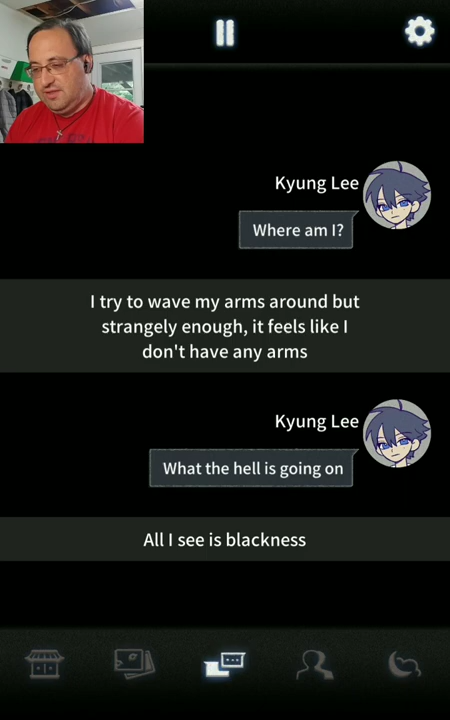 Kyung Lee
Where am I?
I try to wave my arms around but
strangely enough, it feels like I
don't have any arms
Kyung Lee
What the hell is going on
All I see is blackness